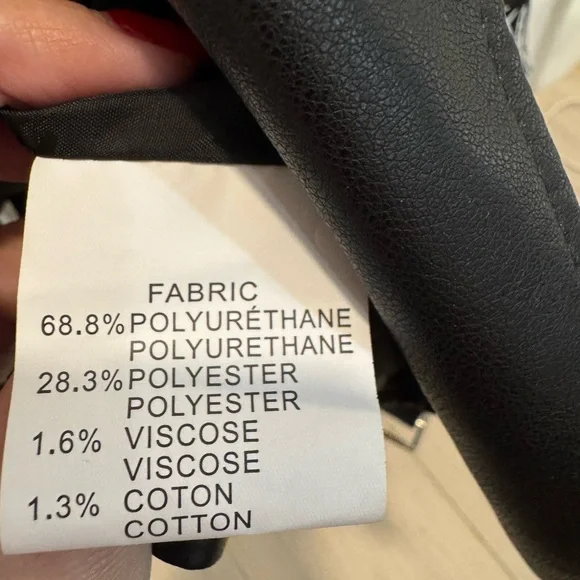 FABRIC
68.8% POLYURÉTHANE
POLYURETHANE
28.3% POLYESTER
POLYESTER
1.6% VISCOSE
VISCOSE
1.3% COTON
COTTON